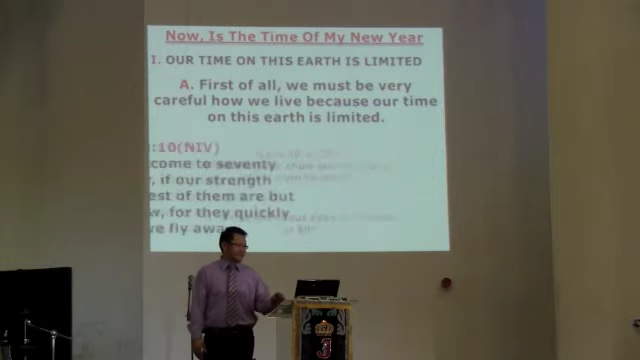 Now, Is The Time Of My New Year
I. OUR TIME ON THIS EARTH IS LIMITED
A. First of all, we must be very
careful how we live because our time
on this earth is limited.
:10(NIV)
come to seventy
, if our strength
est of them are but
w, for they quickly
ve fly awa
J